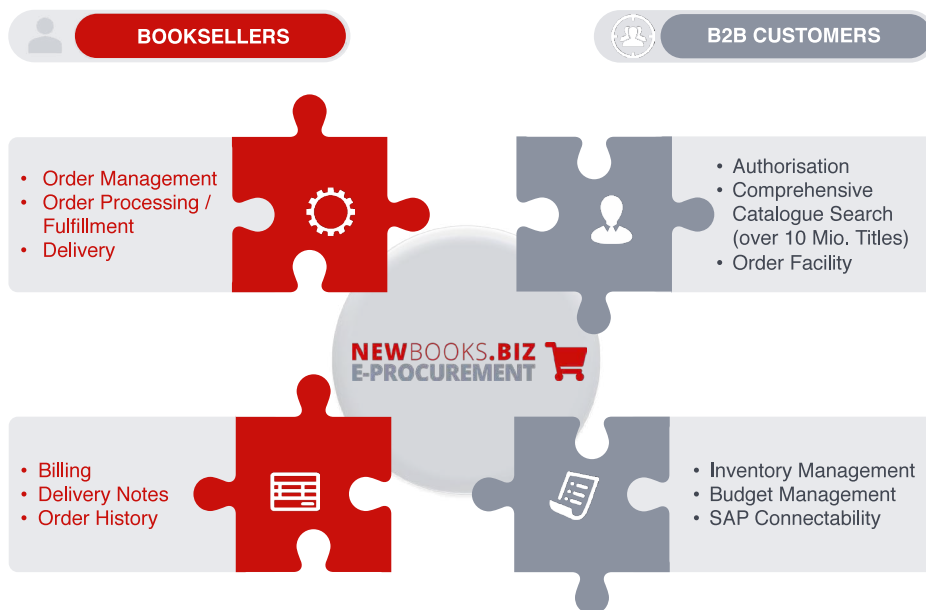 BOOKSELLERS
B2B CUSTOMERS
• Order Management
• Order Processing /
Fulfillment
• Delivery
• Authorisation
• Comprehensive
Catalogue Search
(over 10 Mio. Titles)
• Order Facility
NEWBOOKS.BIZ
E-PROCUREMENT
• Billing
• Delivery Notes
• Order History
• Inventory Management
• Budget Management
• SAP Connectability